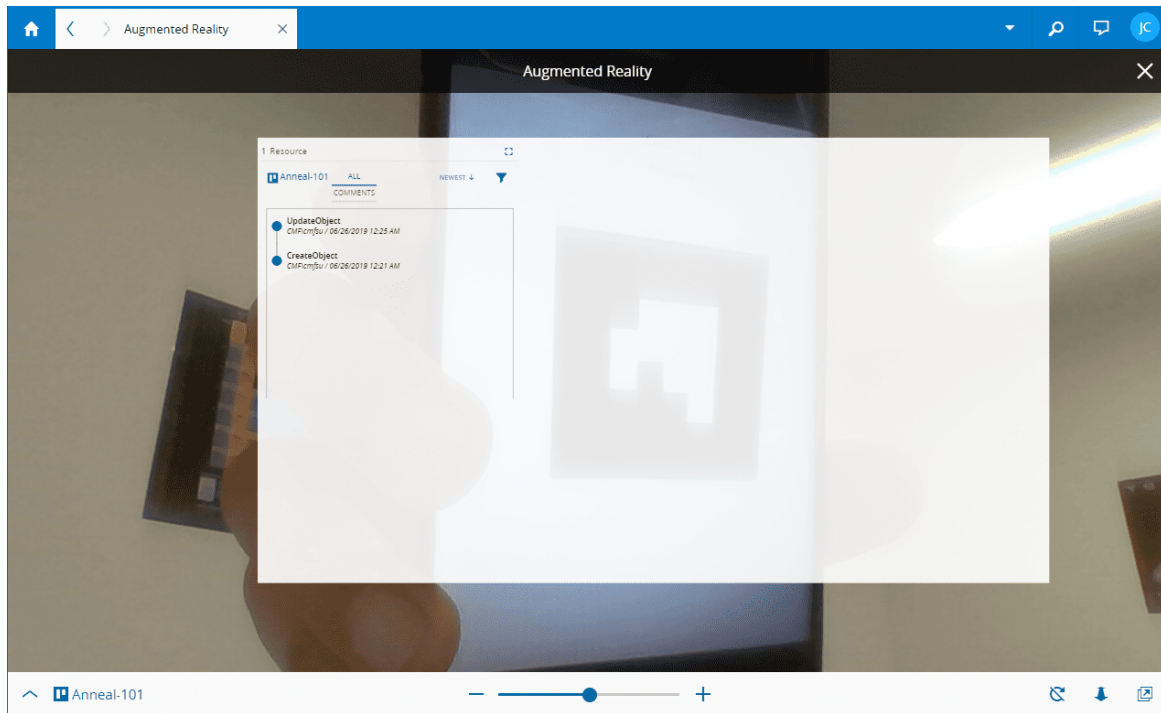 Augmented Reality
JC
Augmented Reality
1 Resource
Anneal-101 ALL NEWEST
COMMENTS
UpdateObject
CMF\cmfsu / 06/26/2019 12:25 AM
CreateObject
CMF\cmfsu / 06/26/2019 12:21 AM
Anneal-101